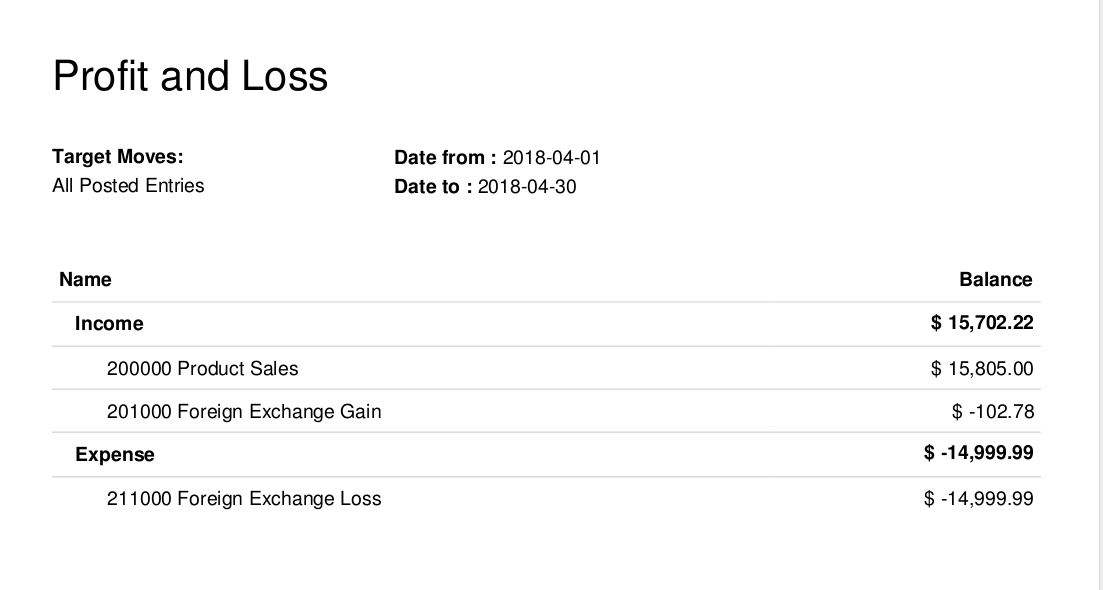 Profit and Loss
Target Moves:
All Posted Entries
Date from : 2018-04-01
Date to : 2018-04-30
Name Balance
Income $ 15,702.22
200000 Product Sales $ 15,805.00
201000 Foreign Exchange Gain $ -102.78
Expense $ -14,999.99
211000 Foreign Exchange Loss $ -14,999.99